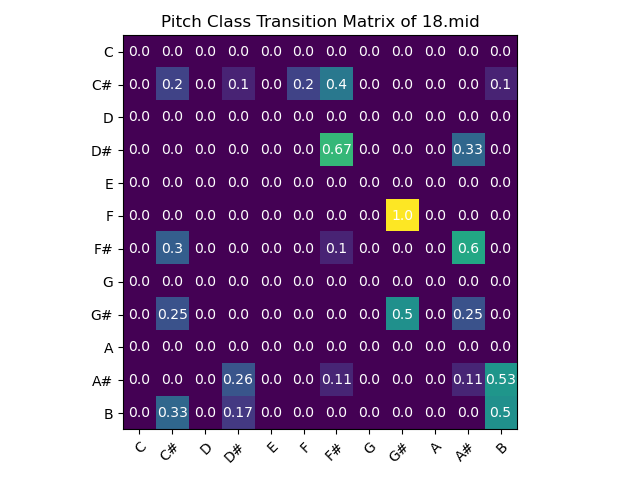 Pitch Class Transition Matrix of 18.mid
C 0.0 0.0 0.0 0.0 0.0 0.0 0.0 0.0 0.0 0.0 0.0 0.0
C# 0.0 0.2 0.0 0.1 0.0 0.2 0.4 0.0 0.0 0.0 0.0 0.1
D 0.0 0.0 0.0 0.0 0.0 0.0 0.0 0.0 0.0 0.0 0.0 0.0
D# 0.0 0.0 0.0 0.0 0.0 0.0 0.67 0.0 0.0 0.0 0.33 0.0
E 0.0 0.0 0.0 0.0 0.0 0.0 0.0 0.0 0.0 0.0 0.0 0.0
F 0.0 0.0 0.0 0.0 0.0 0.0 0.0 0.0 1.0 0.0 0.0 0.0
F# 0.0 0.3 0.0 0.0 0.0 0.0 0.1 0.0 0.0 0.0 0.6 0.0
G 0.0 0.0 0.0 0.0 0.0 0.0 0.0 0.0 0.0 0.0 0.0 0.0
G# 0.0 0.25 0.0 0.0 0.0 0.0 0.0 0.0 0.5 0.0 0.25 0.0
A 0.0 0.0 0.0 0.0 0.0 0.0 0.0 0.0 0.0 0.0 0.0 0.0
A# 0.0 0.0 0.0 0.26 0.0 0.0 0.11 0.0 0.0 0.0 0.11 0.53
B 0.0 0.33 0.0 0.17 0.0 0.0 0.0 0.0 0.0 0.0 0.0 0.5
C C# D D# E F F# G G# A A# B